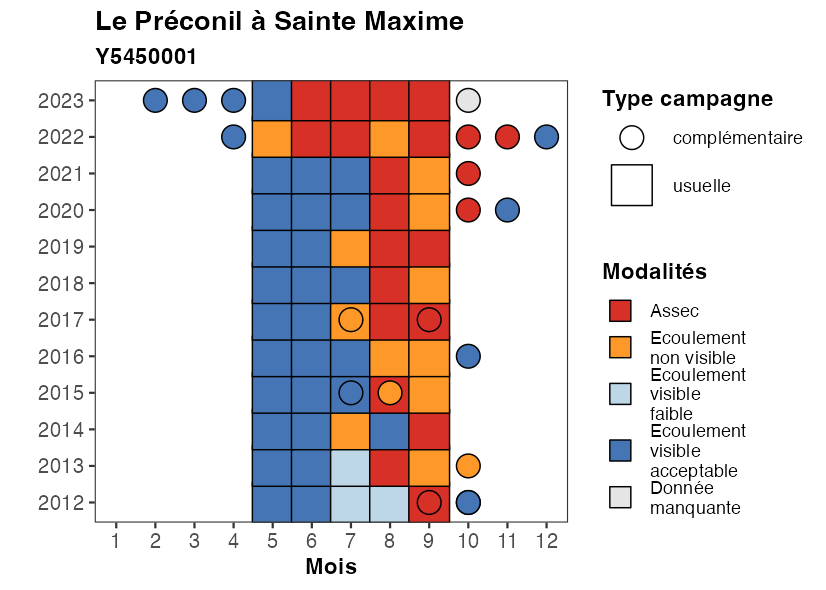 Le Préconil à Sainte Maxime
Y5450001
2023
2022
2021
2020
2019
2018
2017
2016
2015
2014
2013
2012
1 2 3 4 5 6 7 8 9 10 11 12
Mois
Type campagne
complémentaire
usuelle
Modalités
Assec
Ecoulement
non visible
Ecoulement
visible
faible
Ecoulement
visible
acceptable
Donnée
manquante